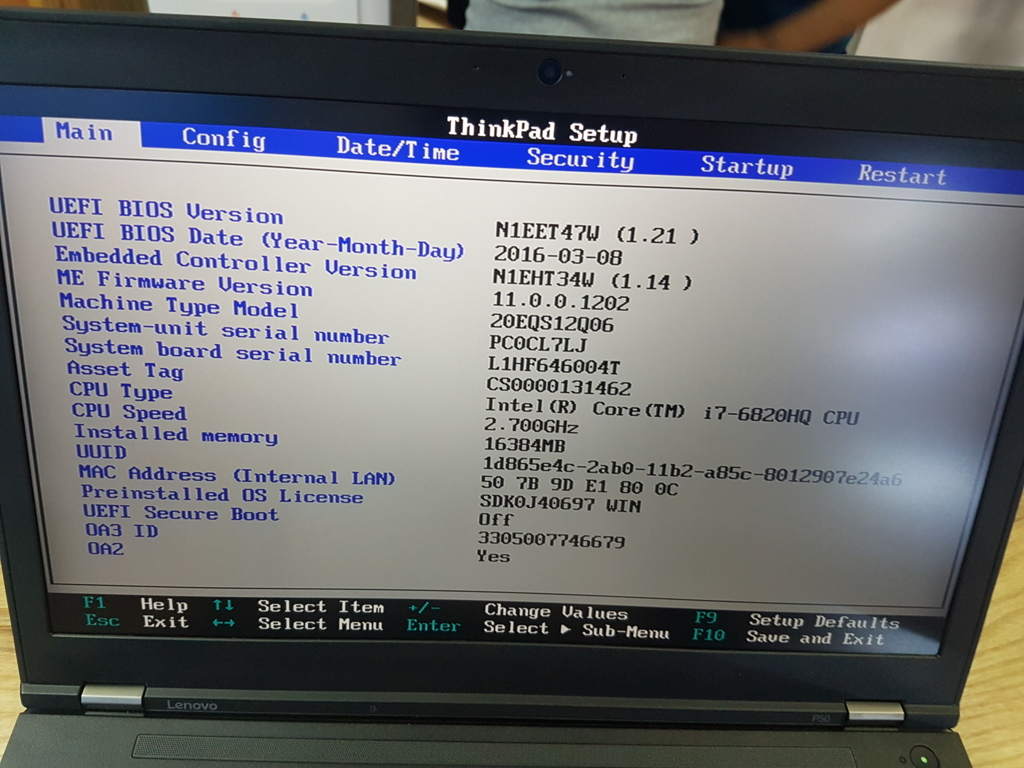 ThinkPad Setup
Main Config Date/Time Security Startup Restart
UEFI BIOS Version N1EET47W (1.21 )
UEFI BIOS Date (Year-Month-Day) 2016-03-08
Embedded Controller Version N1EHT34W (1.14 )
ME Firmware Version 11.0.0.1202
Machine Type Model 20EQS12Q06
System-unit serial number PC0CL7LJ
System board serial number L1HF646004T
Asset Tag CS0000131462
CPU Type Intel(R) Core(TM) i7-6820HQ CPU
CPU Speed 2.700GHz
Installed memory 16384MB
UUID 1d865e4c-2ab0-11b2-a85c-8012907e24a6
MAC Address (Internal LAN) 50 7B 9D E1 80 0C
Preinstalled OS License SDK0J40697 WIN
UEFI Secure Boot Off
OA3 ID 3305007746679
OA2 Yes
F1 Help ↑↓ Select Item +/- Change Values F9 Setup Defaults
Esc Exit ←→ Select Menu Enter Select ▶ Sub-Menu F10 Save and Exit
Lenovo
P50